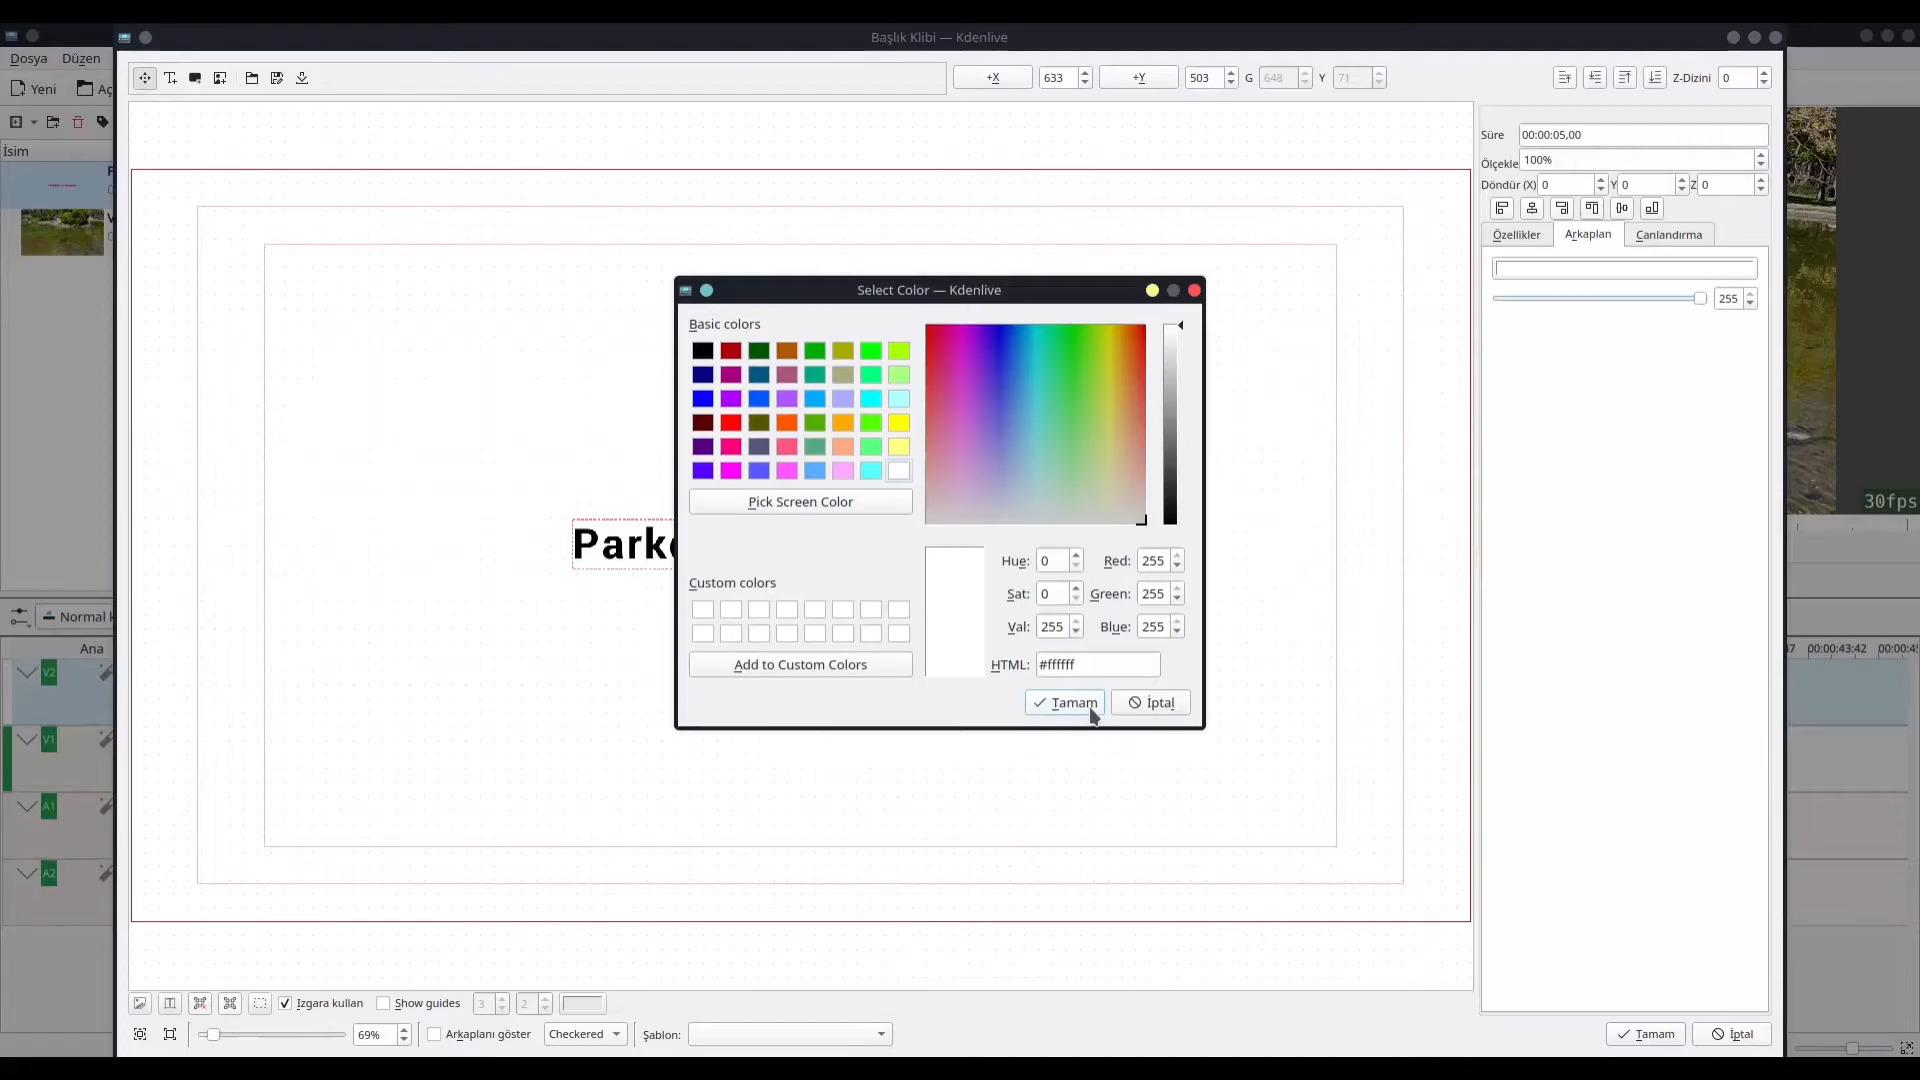 Başlık Klibi — Kdenlive
Dosya
Düzen
Yeni
+X
633
+Y
503
G
648
Y
71
Z-Dizini
0
İsim
Süre
00:00:05,00
Ölçekle
100%
Döndür (X)
0
Y
0
Z
0
Özellikler
Arkaplan
Canlandırma
255
Select Color — Kdenlive
Basic colors
Pick Screen Color
Custom colors
Add to Custom Colors
Hue:
0
Red:
255
Sat:
0
Green:
255
Val:
255
Blue:
255
HTML:
#ffffff
Tamam
İptal
30fps
Normal
Ana
V2
V1
A1
A2
00:00:43:42
Izgara kullan
Show guides
3
2
69%
Arkaplanı göster
Checkered
Şablon:
Tamam
İptal